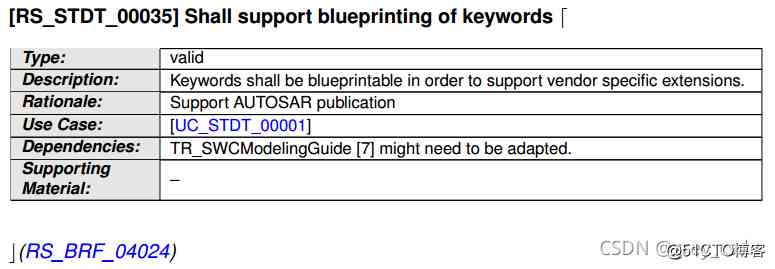 [RS_STDT_00035] Shall support blueprinting of keywords ⌈
Type: valid
Description: Keywords shall be blueprintable in order to support vendor specific extensions.
Rationale: Support AUTOSAR publication
Use Case: [UC_STDT_00001]
Dependencies: TR_SWCModelingGuide [7] might need to be adapted.
Supporting
Material: –
⌋(RS_BRF_04024)
CSDN
@51CTO博客